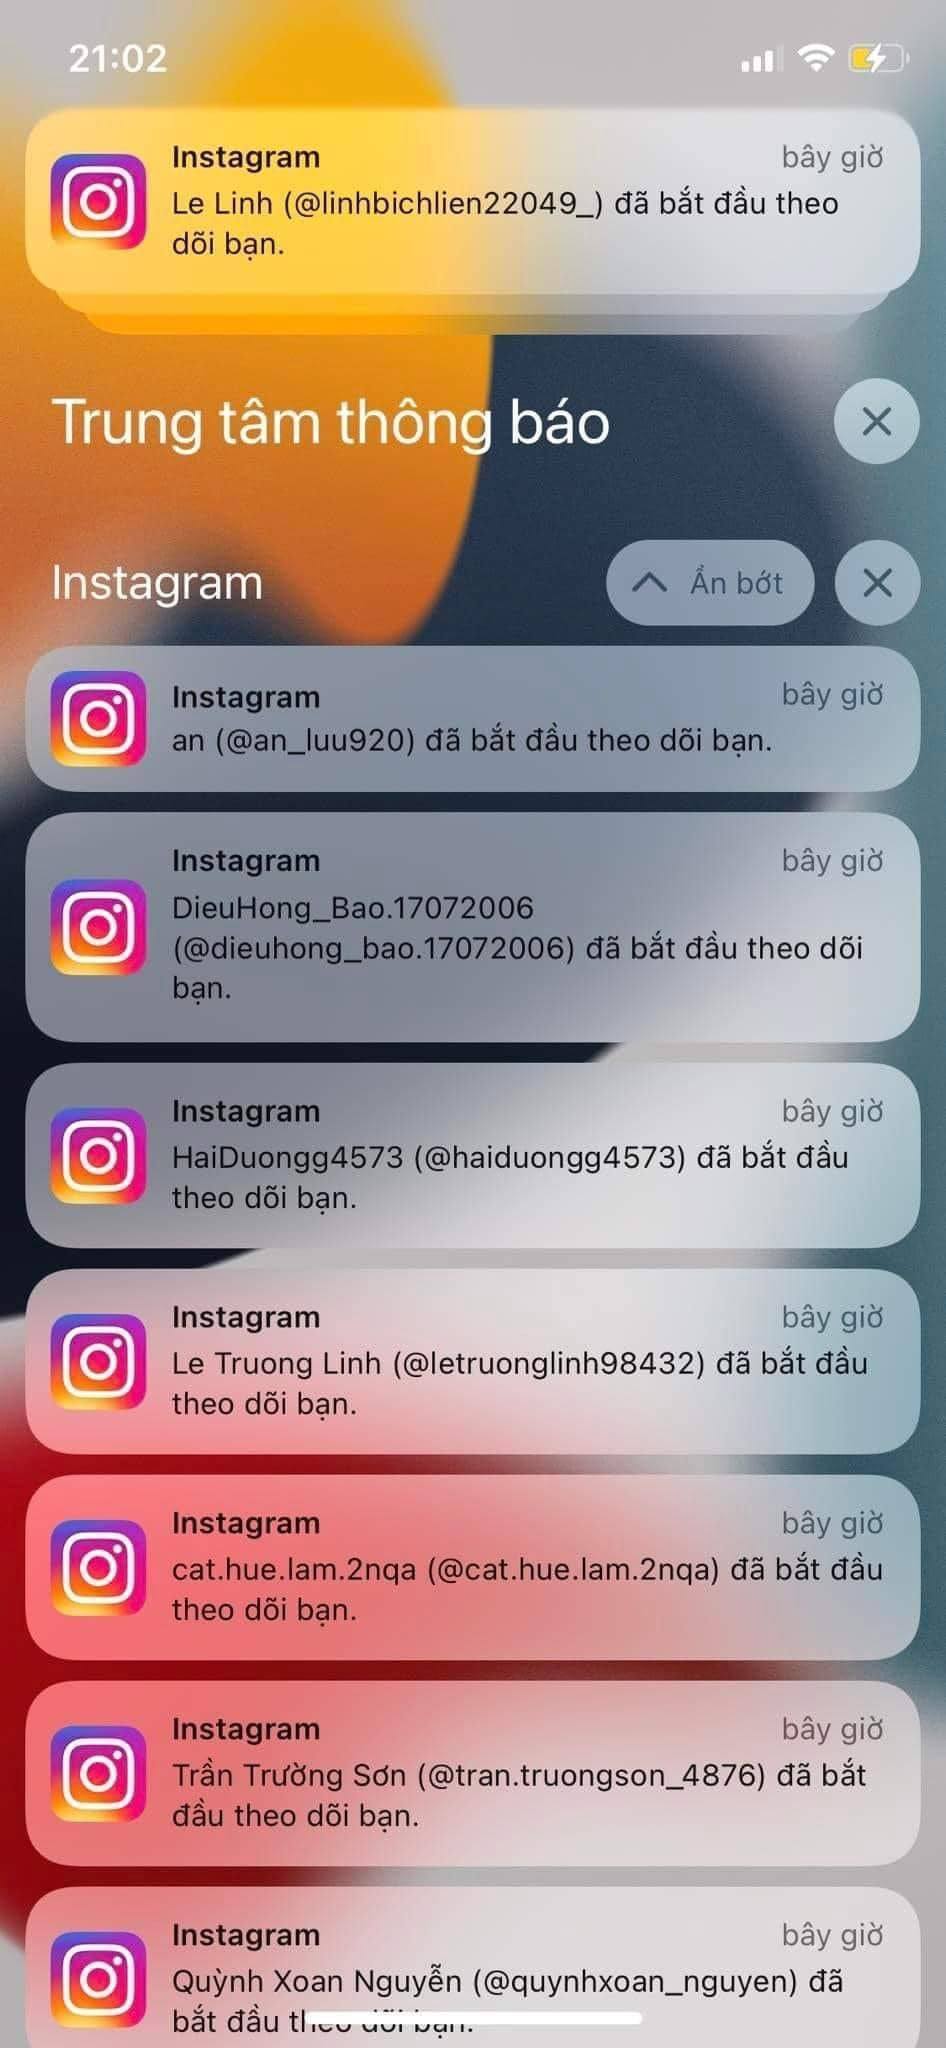 21:02
Instagram
bây giờ
Le Linh (@linhbichlien22049_) đã bắt đầu theo
dõi bạn.
Trung tâm thông báo
Instagram
Ẩn bớt
Instagram
bây giờ
an (@an_luu920) đã bắt đầu theo dõi bạn.
Instagram
bây giờ
DieuHong_Bao.17072006
(@dieuhong_bao.17072006) đã bắt đầu theo dõi
bạn.
Instagram
bây giờ
HaiDuongg4573 (@haiduongg4573) đã bắt đầu
theo dõi bạn.
Instagram
bây giờ
Le Truong Linh (@letruonglinh98432) đã bắt đầu
theo dõi bạn.
Instagram
bây giờ
cat.hue.lam.2nqa (@cat.hue.lam.2nqa) đã bắt đầu
theo dõi bạn.
Instagram
bây giờ
Trần Trường Sơn (@tran.truongson_4876) đã bắt
đầu theo dõi bạn.
Instagram
bây giờ
Quỳnh Xoan Nguyễn (@quynhxoan_nguyen) đã
bắt đầu theo dõi bạn.